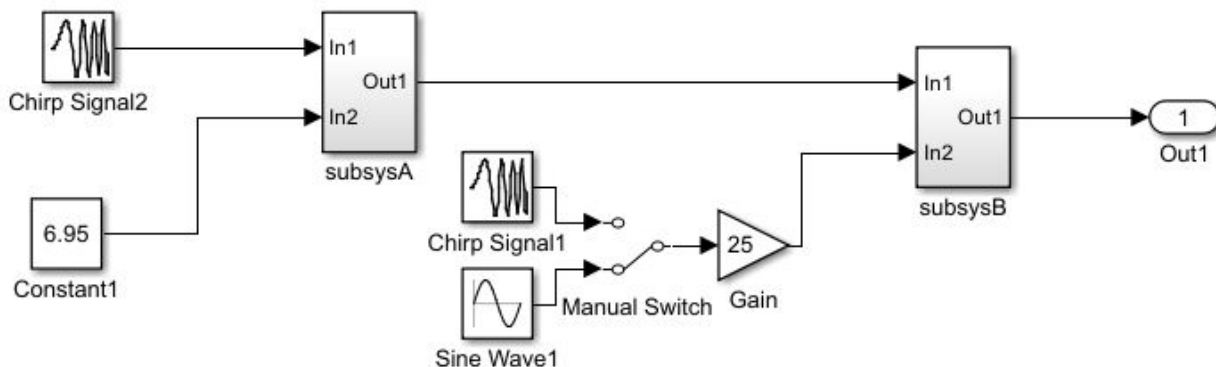 Chirp Signal2
In1
In2
Out1
subsysA
6.95
Constant1
Chirp Signal1
Sine Wave1
Manual Switch
25
Gain
In1
In2
Out1
subsysB
1
Out1